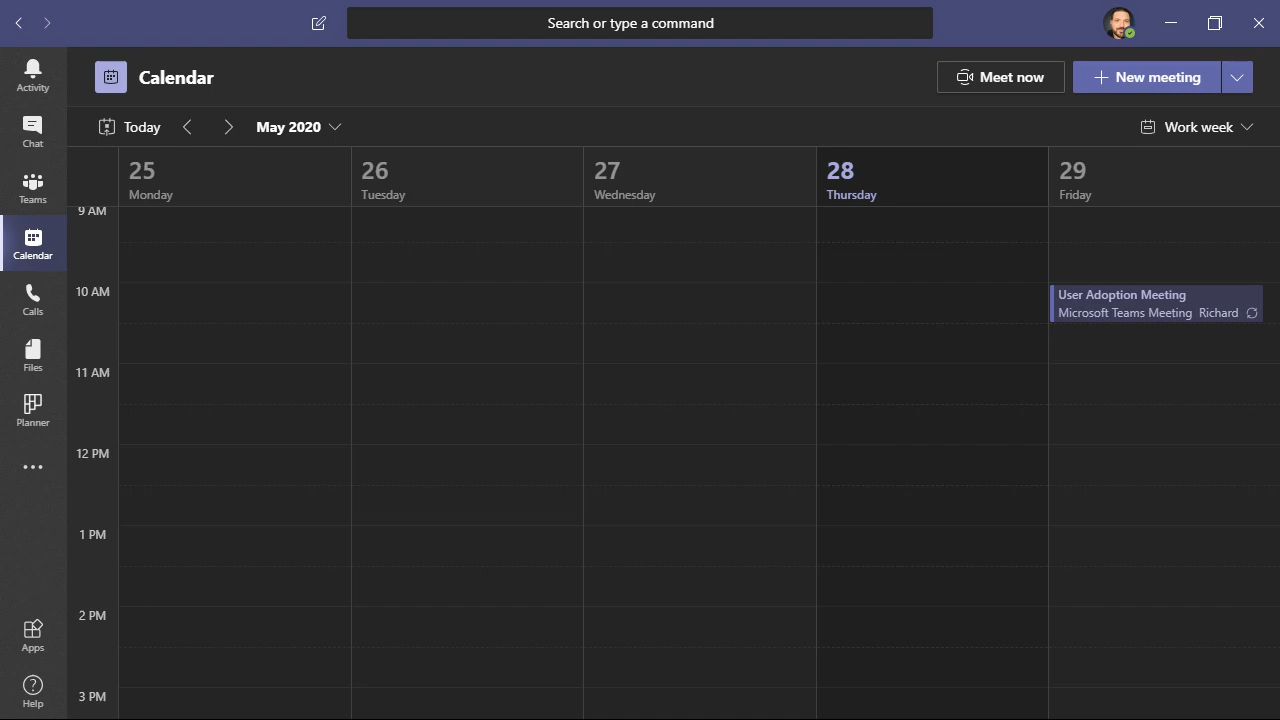 Search or type a command
Activity
Chat
Teams
Calendar
Calls
Files
Planner
Apps
Help
Calendar
Meet now
New meeting
Today
May 2020
Work week
25
Monday
26
Tuesday
27
Wednesday
28
Thursday
29
Friday
9 AM
10 AM
11 AM
12 PM
1 PM
2 PM
3 PM
User Adoption Meeting
Microsoft Teams Meeting Richard